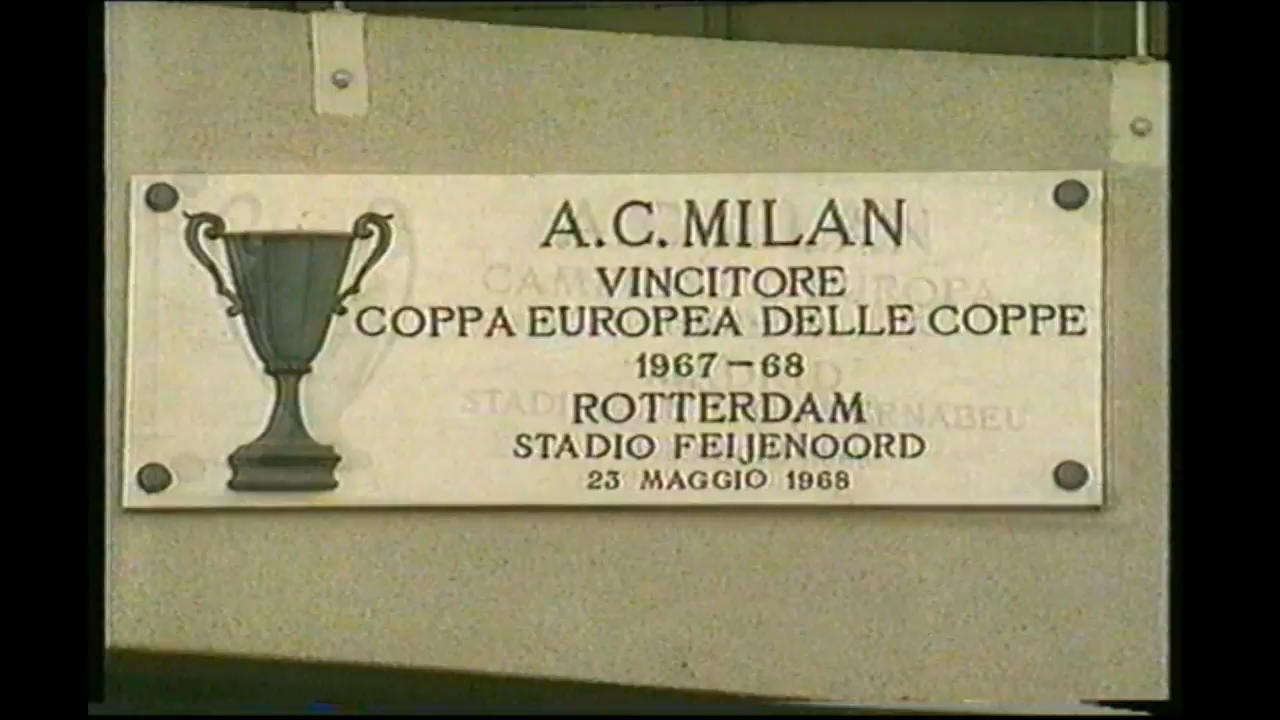 A.C. MILAN
VINCITORE
COPPA EUROPEA DELLE COPPE
1967-68
ROTTERDAM
STADIO FEIJENOORD
23 MAGGIO 1968